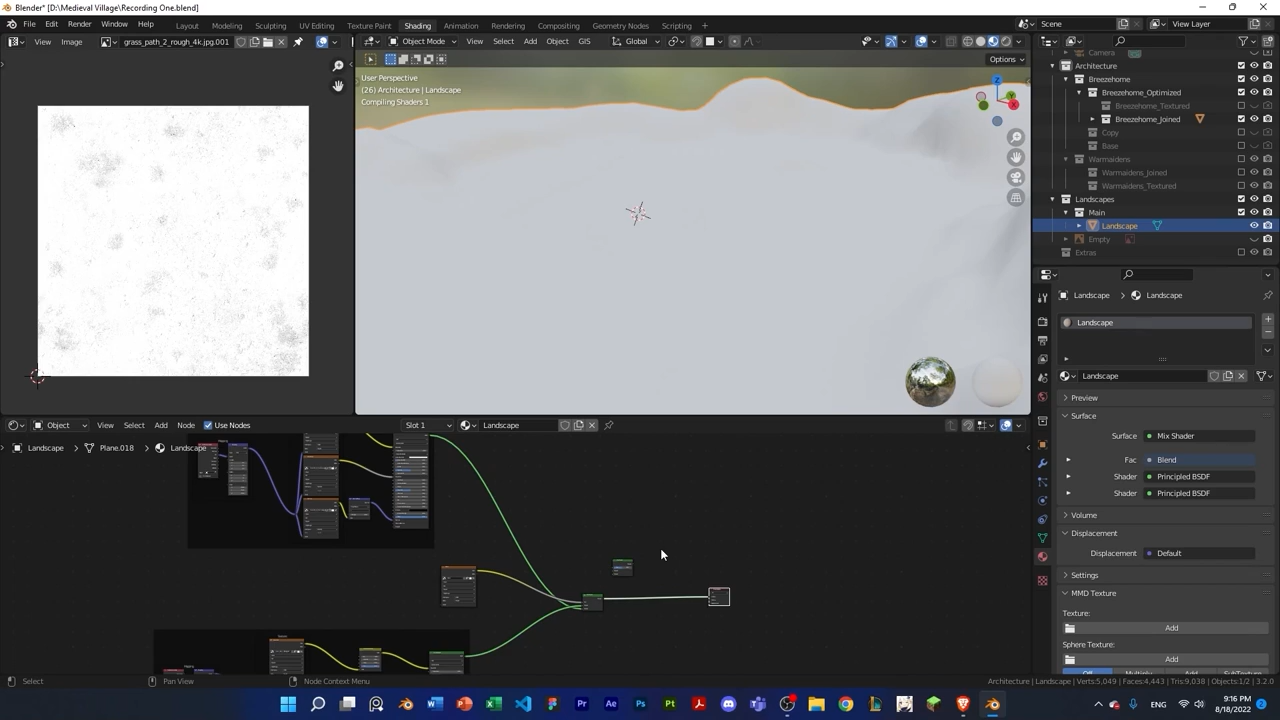 Blender* [D:\Medieval Village\Recording One.blend]
File Edit Render Window Help Layout Modeling Sculpting UV Editing Texture Paint Shading Animation Rendering Compositing Geometry Nodes Scripting + Scene View Layer
View Image grass_path_2_rough_4k.jpg.001 Object Mode View Select Add Object GIS Global
Options
User Perspective
(26) Architecture | Landscape
Compiling Shaders 1
Z
Y
X
Camera
Architecture
Breezehome
Breezehome_Optimized
Breezehome_Textured
Breezehome_Joined
Copy
Base
Warmaidens
Warmaidens_Joined
Warmaidens_Textured
Landscapes
Main
Landscape
Empty
Extras
Landscape > Landscape
Landscape
Landscape
Preview
Surface
Surface Mix Shader
Blend
Shader Principled BSDF
Shader Principled BSDF
Volume
Displacement
Displacement Default
Settings
MMD Texture
Texture:
Add
Sphere Texture:
Add
Object View Select Add Node Use Nodes Slot 1 Landscape
Landscape > Plane.018 > Landscape
Select Pan View Node Context Menu Architecture | Landscape | Verts:5,049 | Faces:4,443 | Tris:9,038 | Objects:1/2 | 3.2.0
ENG 9:16 PM
8/18/2022